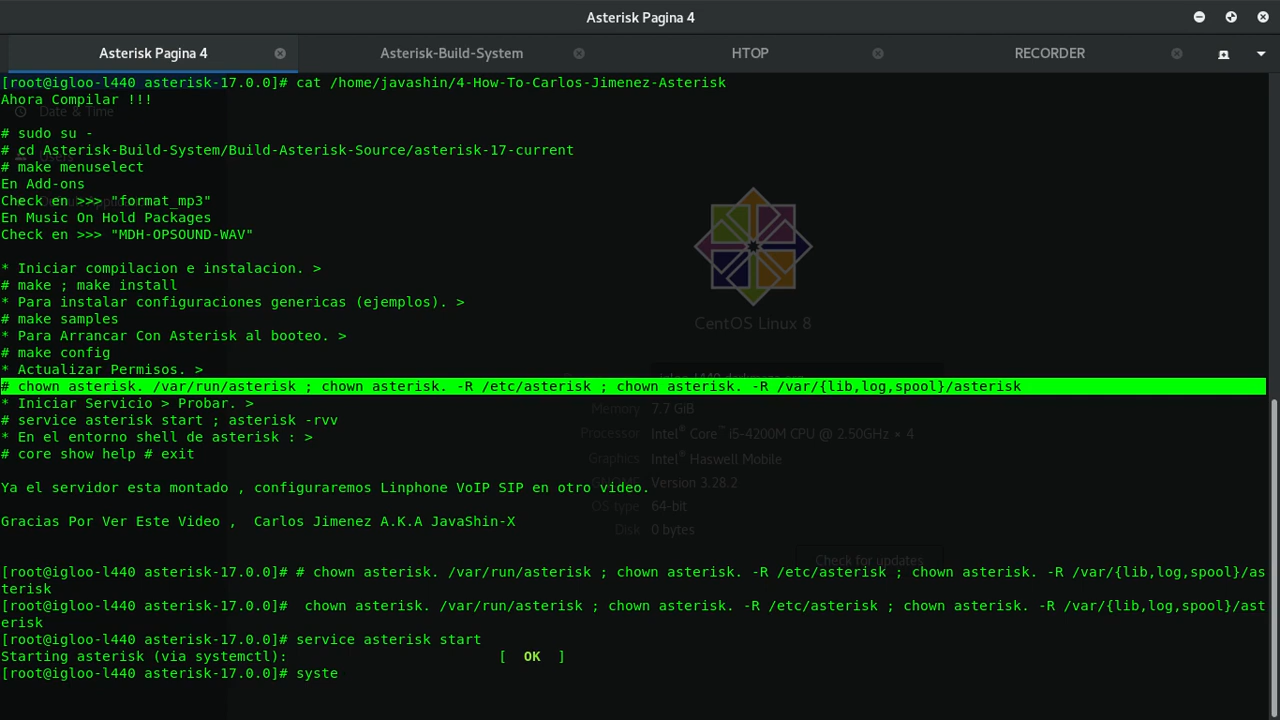 Asterisk Pagina 4
Asterisk Pagina 4
Asterisk-Build-System
HTOP
RECORDER
[root@igloo-l440 asterisk-17.0.0]# cat /home/javashin/4-How-To-Carlos-Jimenez-Asterisk
Ahora Compilar !!!
Date & Time
# sudo su -
# cd Asterisk-Build-System/Build-Asterisk-Source/asterisk-17-current
Users
# make menuselect
En Add-ons
Check en >>> "format_mp3"
En Music On Hold Packages
Check en >>> "MDH-OPSOUND-WAV"
* Iniciar compilacion e instalacion. >
# make ; make install
* Para instalar configuraciones genericas (ejemplos). >
# make samples
CentOS Linux 8
* Para Arrancar Con Asterisk al booteo. >
# make config
* Actualizar Permisos. >
# chown asterisk. /var/run/asterisk ; chown asterisk. -R /etc/asterisk ; chown asterisk. -R /var/{lib,log,spool}/asterisk
* Iniciar Servicio > Probar. >
Memory 7.7 GiB
# service asterisk start ; asterisk -rvv
* En el entorno shell de asterisk : >
Processor Intel® Core™ i5-4200M CPU @ 2.50GHz × 4
# core show help # exit
Graphics Intel® Haswell Mobile
Version 3.28.2
Ya el servidor esta montado , configuraremos Linphone VoIP SIP en otro video.
OS type 64-bit
Gracias Por Ver Este Video ,  Carlos Jimenez A.K.A JavaShin-X
Disk 0 bytes
Check for updates
[root@igloo-l440 asterisk-17.0.0]# # chown asterisk. /var/run/asterisk ; chown asterisk. -R /etc/asterisk ; chown asterisk. -R /var/{lib,log,spool}/as
terisk
[root@igloo-l440 asterisk-17.0.0]#  chown asterisk. /var/run/asterisk ; chown asterisk. -R /etc/asterisk ; chown asterisk. -R /var/{lib,log,spool}/ast
erisk
[root@igloo-l440 asterisk-17.0.0]# service asterisk start
Starting asterisk (via systemctl): [  OK  ]
[root@igloo-l440 asterisk-17.0.0]# syste